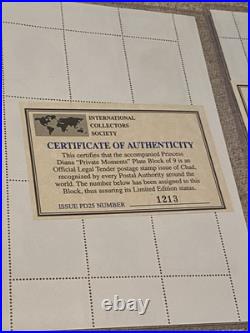 INTERNATIONAL
COLLECTORS
SOCIETY
CERTIFICATE OF AUTHENTICITY
This certifies that the accompanied Princess
Diana "Private Moments" Plate Block of 9 is an
Official Legal Tender postage stamp issue of Chad,
recognized by every Postal Authority around
the world. The number below has been assigned to this
Block, thus assuring its Limited Edition status.
ISSUE PD25 NUMBER 1213